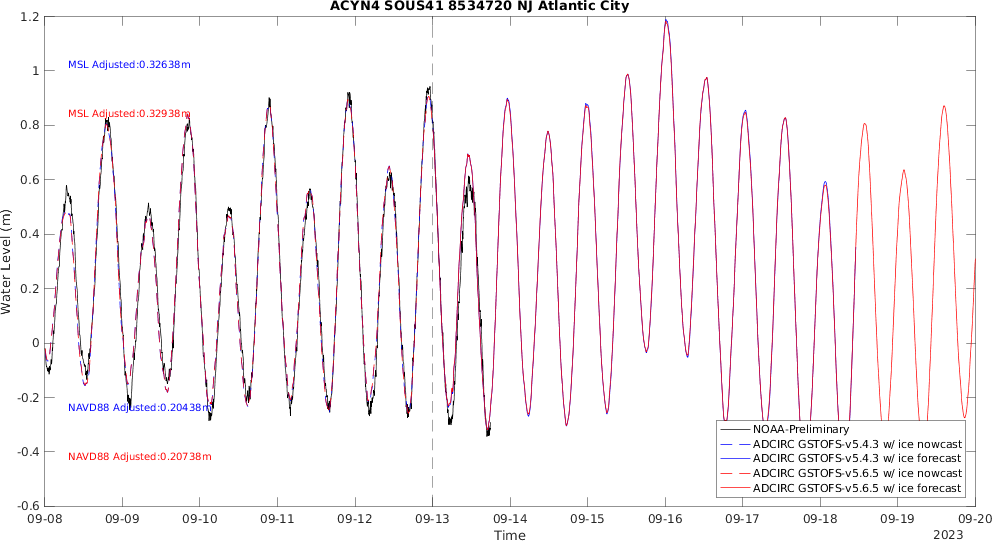 ACYN4 SOUS41 8534720 NJ Atlantic City
1.2
1
0.8
0.6
0.4
0.2
0
-0.2
-0.4
-0.6
Water Level (m)
MSL Adjusted:0.32638m
MSL Adjusted:0.32938m
NAVD88 Adjusted:0.20438m
NAVD88 Adjusted:0.20738m
NOAA-Preliminary
ADCIRC GSTOFS-v5.4.3 w/ ice nowcast
ADCIRC GSTOFS-v5.4.3 w/ ice forecast
ADCIRC GSTOFS-v5.6.5 w/ ice nowcast
ADCIRC GSTOFS-v5.6.5 w/ ice forecast
09-08 09-09 09-10 09-11 09-12 09-13 09-14 09-15 09-16 09-17 09-18 09-19 09-20
Time
2023